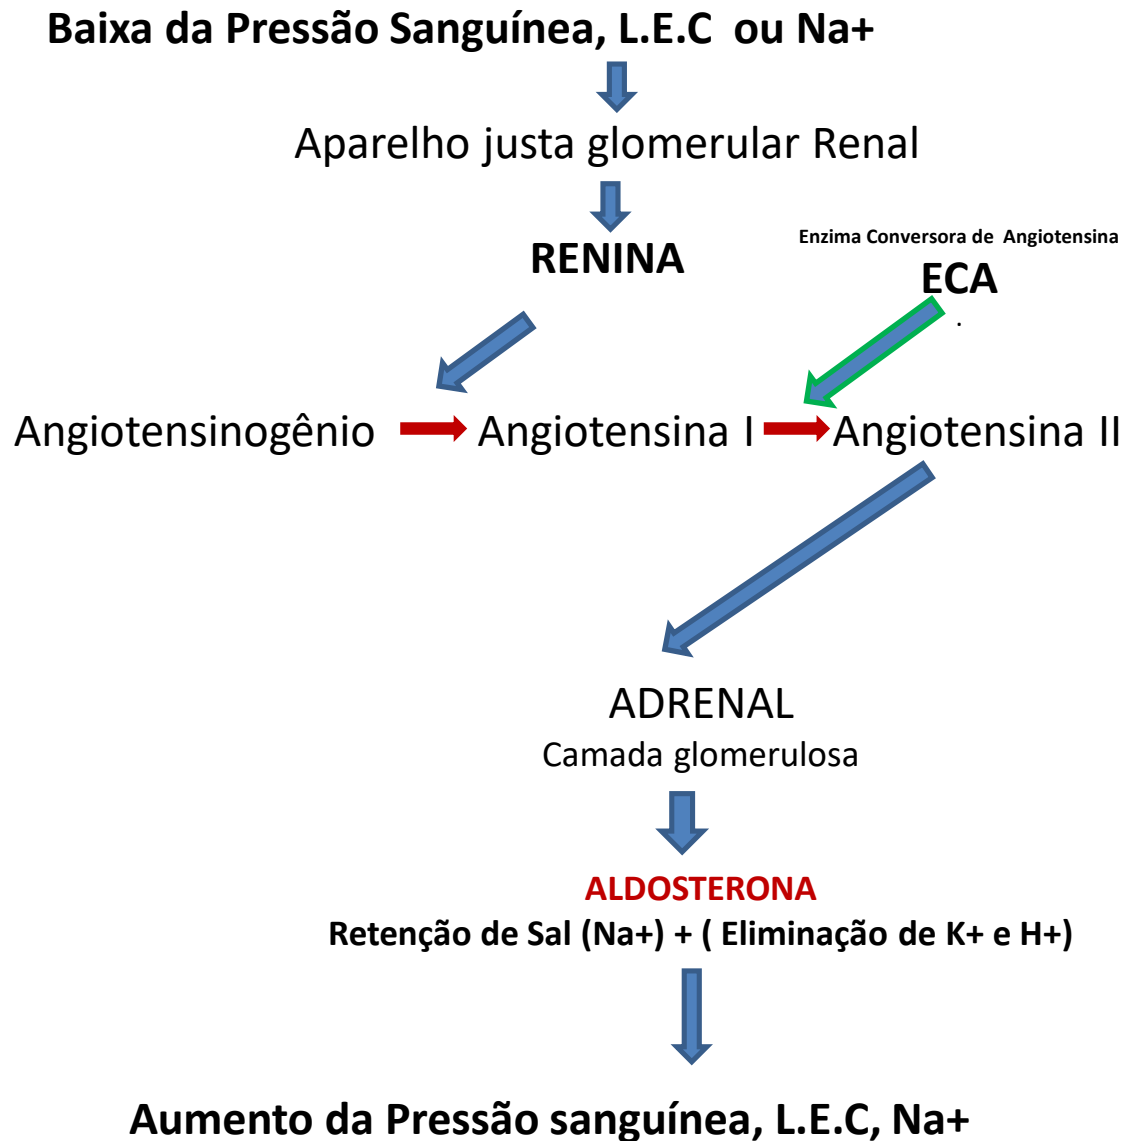 Baixa da Pressão Sanguínea, L.E.C ou Na+
Aparelho justa glomerular Renal
RENINA
Enzima Conversora de Angiotensina
ECA
.
Angiotensinogênio Angiotensina I Angiotensina II
ADRENAL
Camada glomerulosa
ALDOSTERONA
Retenção de Sal (Na+) + ( Eliminação de K+ e H+)
Aumento da Pressão sanguínea, L.E.C, Na+